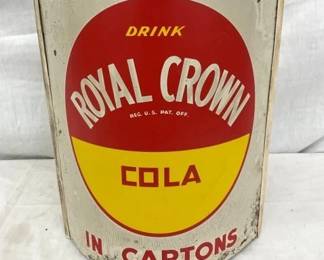 DRINK
ROYAL CROWN
REG. U.S. PAT. OFF.
COLA
IN CARTONS